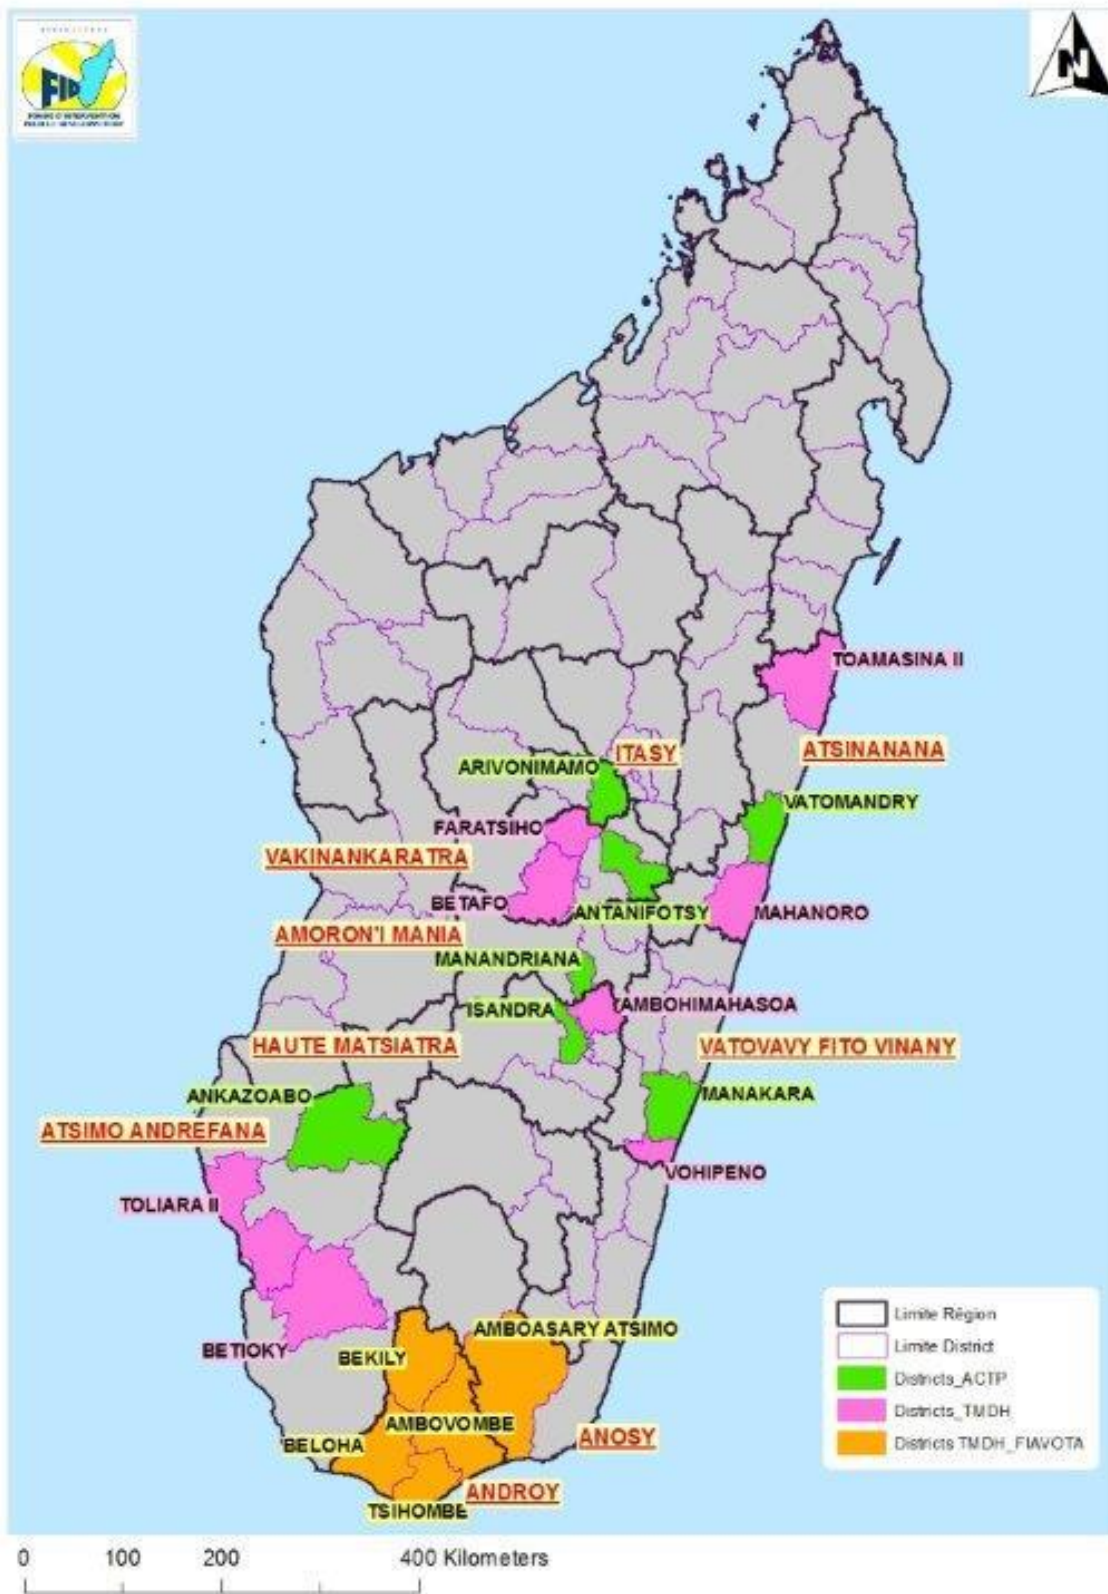 FID
N
TOAMASINA II
ITASY
ATSINANANA
ARIVONIMAMO
VATOMANDRY
FARATSIHO
VAKINANKARATRA
BETAFO
ANTANIFOTSY
MAHANORO
AMORON'I MANIA
MANANDRIANA
ISANDRA
AMBOHIMAHASOA
HAUTE MATSIATRA
VATOVAVY FITO VINANY
ANKAZOABO
MANAKARA
ATSIMO ANDREFANA
VOHIPENO
TOLIARA II
AMBOASARY ATSIMO
BETIOKY
BEKILY
AMBOVOMBE
BELOHA
ANOSY
ANDROY
TSIHOMBE
Limite Région
Limite District
Districts_ACTP
Districts_TMDH
Districts TMDH_FIAVOTA
0 100 200 400 Kilometers